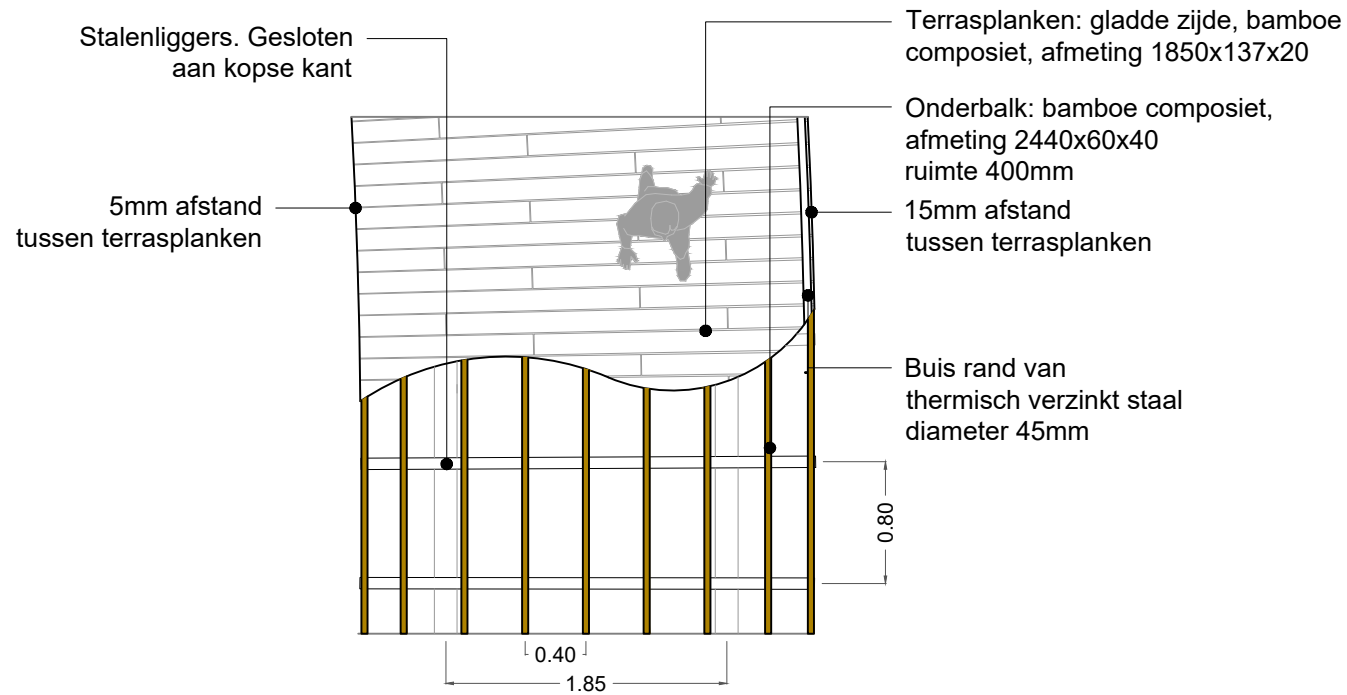 Stalenliggers. Gesloten
aan kopse kant
Terrasplanken: gladde zijde, bamboe
composiet, afmeting 1850x137x20
Onderbalk: bamboe composiet,
afmeting 2440x60x40
ruimte 400mm
5mm afstand
tussen terrasplanken
15mm afstand
tussen terrasplanken
Buis rand van
thermisch verzinkt staal
diameter 45mm
0.80
0.40
1.85